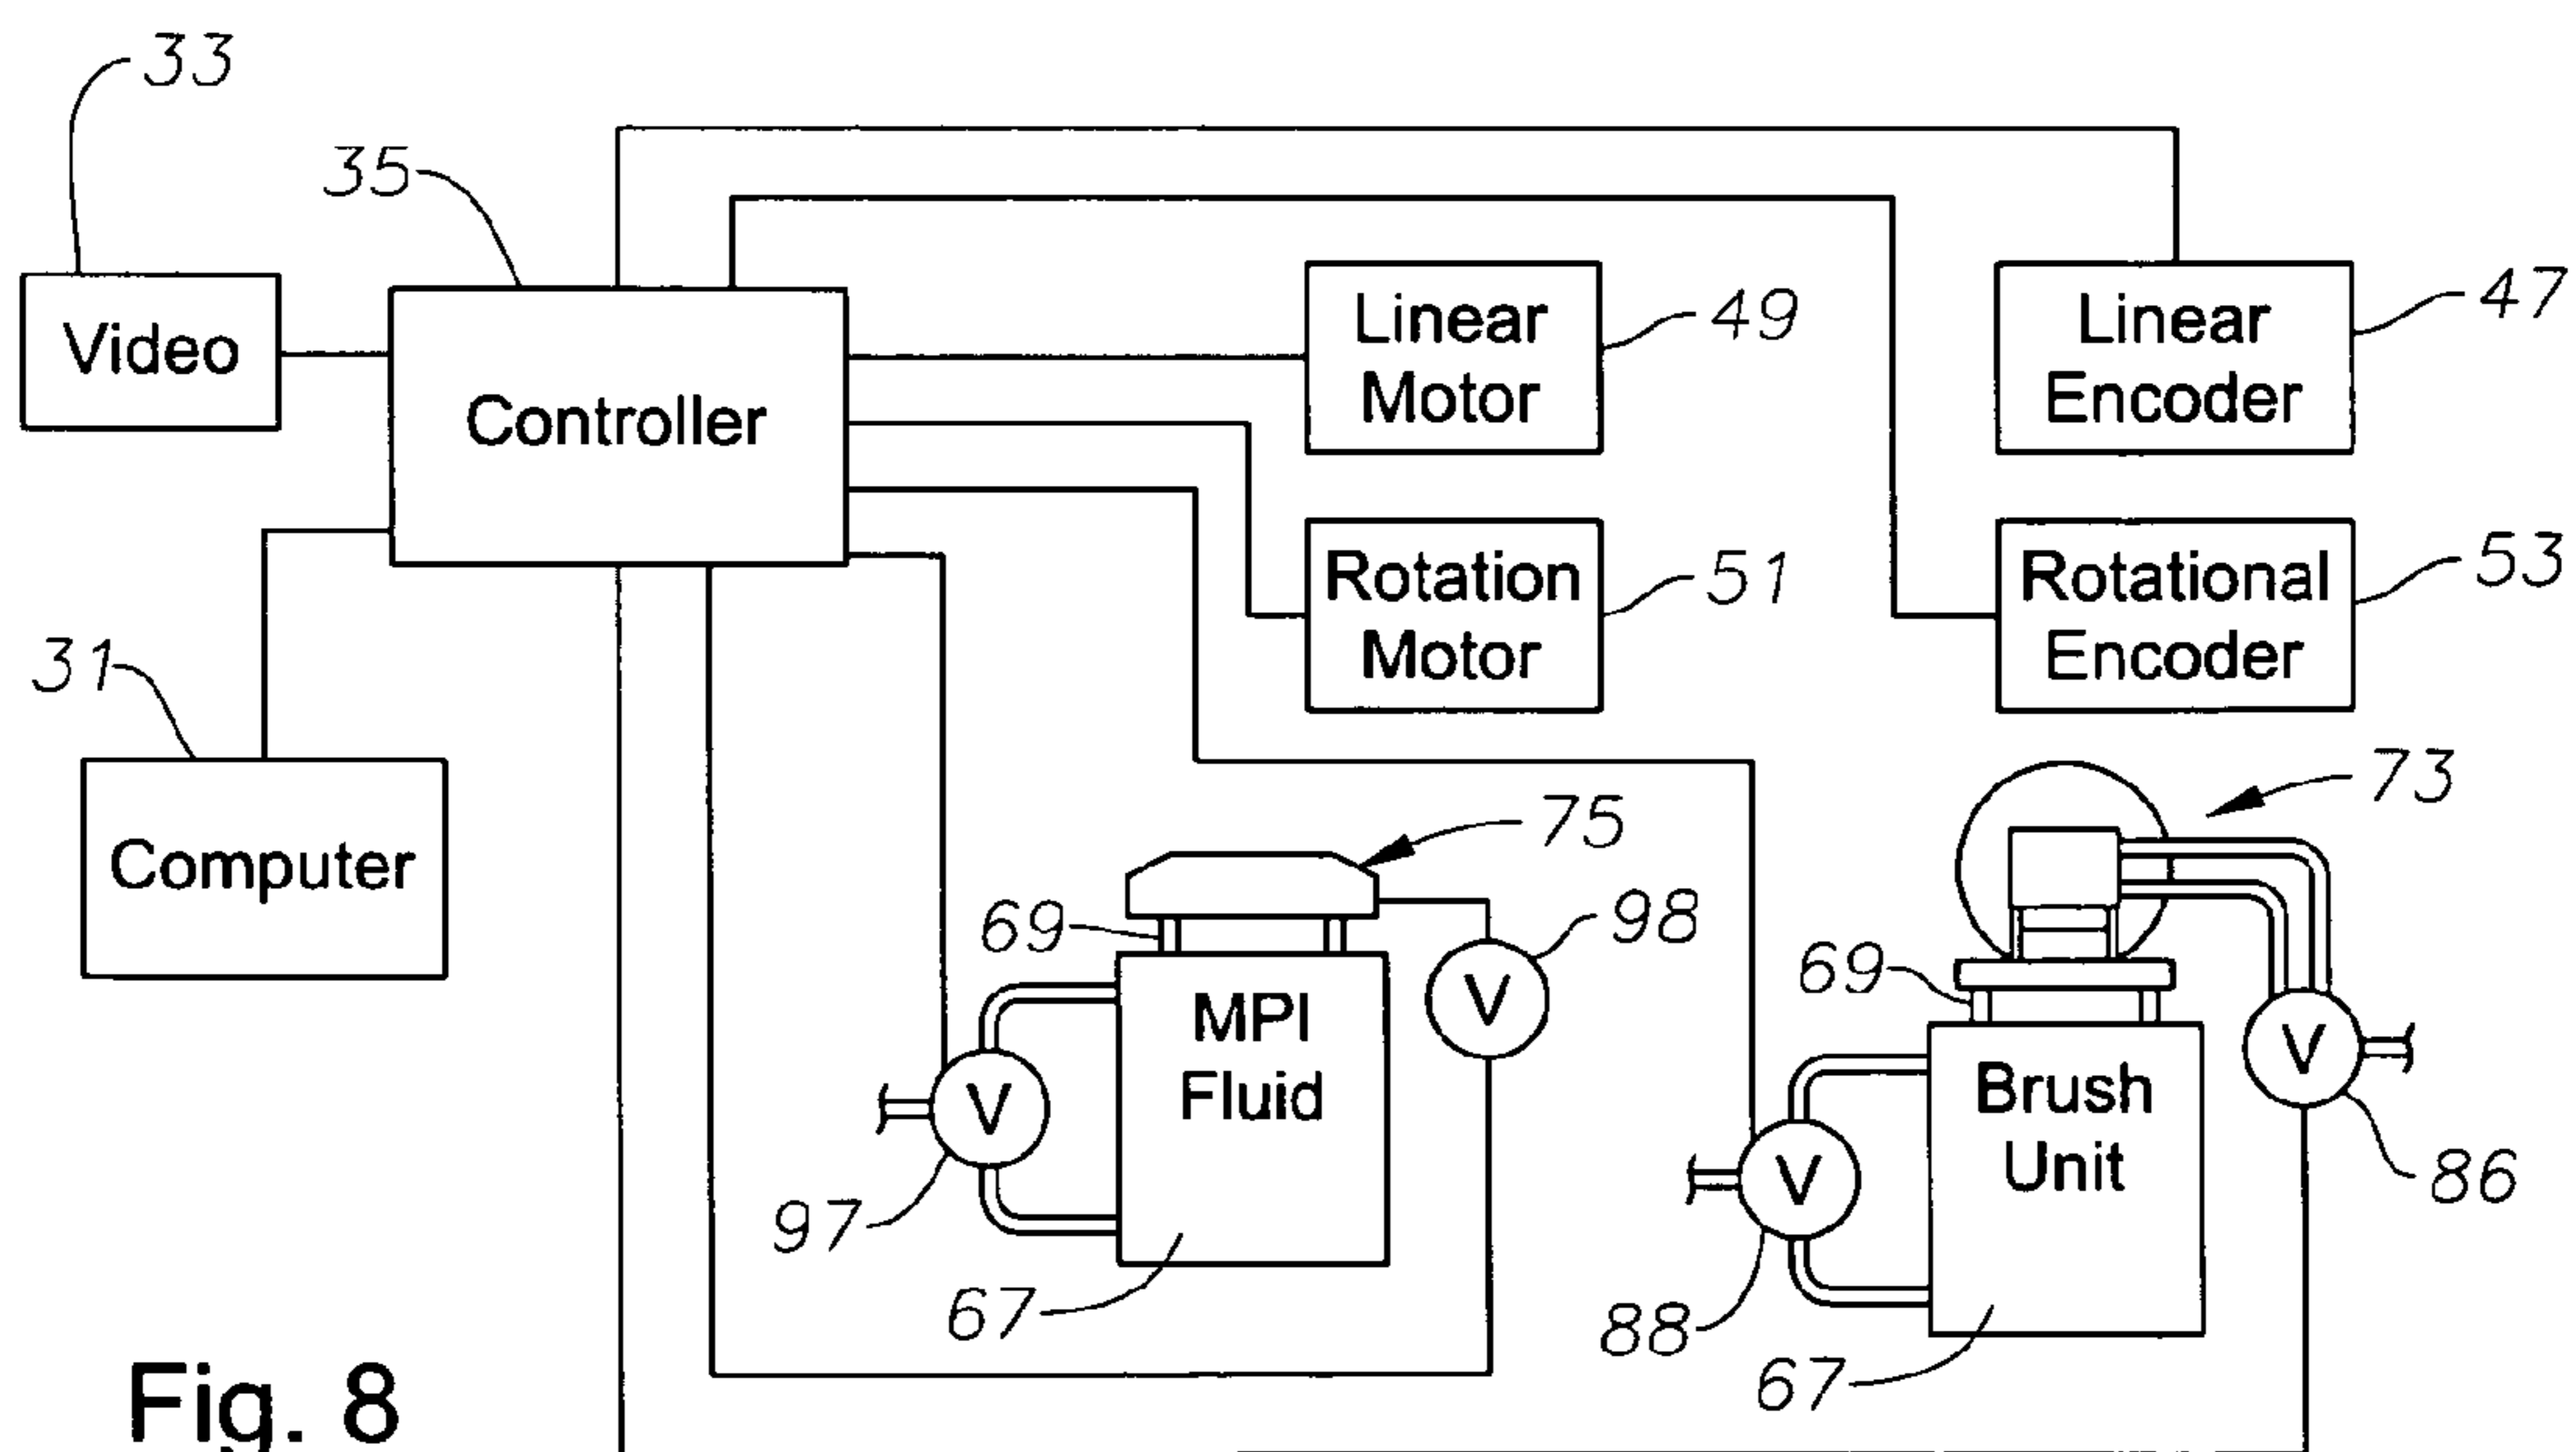 33
35
Video
Controller
Linear
Motor
49
Linear
Encoder
47
Rotation
Motor
51
Rotational
Encoder
53
31
Computer
75
73
69
98
MPI
Fluid
V
V
97
67
69
V
Brush
Unit
V
86
88
67
Fig. 8